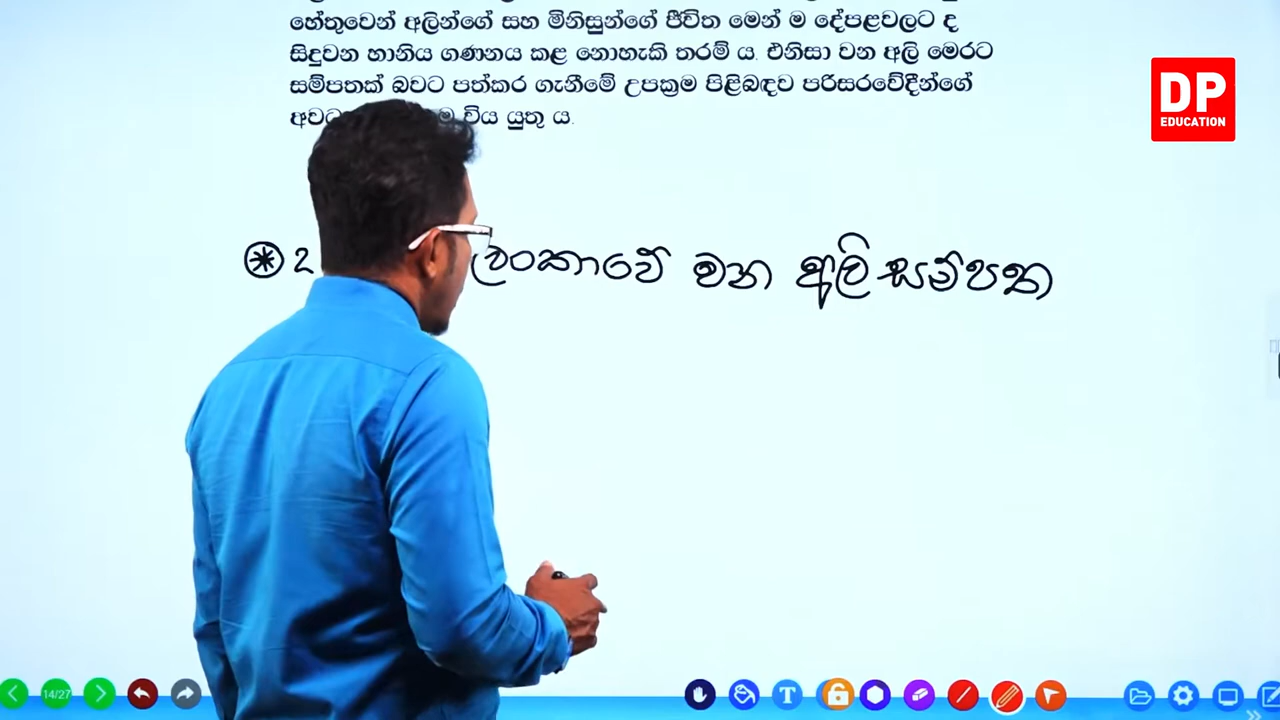 හේතුවෙන් අලින්ගේ සහ මිනිසුන්ගේ ජීවිත මෙන් ම දේපළවලට ද
සිදුවන හානිය ගණනය කළ නොහැකි තරම් ය. එනිසා වන අලි මෙරට
සම්පතක් බවට පත්කර ගැනීමේ උපක්‍රම පිළිබඳව පරිසරවේදීන්ගේ
විය යුතු ය.
DP
EDUCATION
2 ලංකාවේ වන අලි සම්පත
14/27